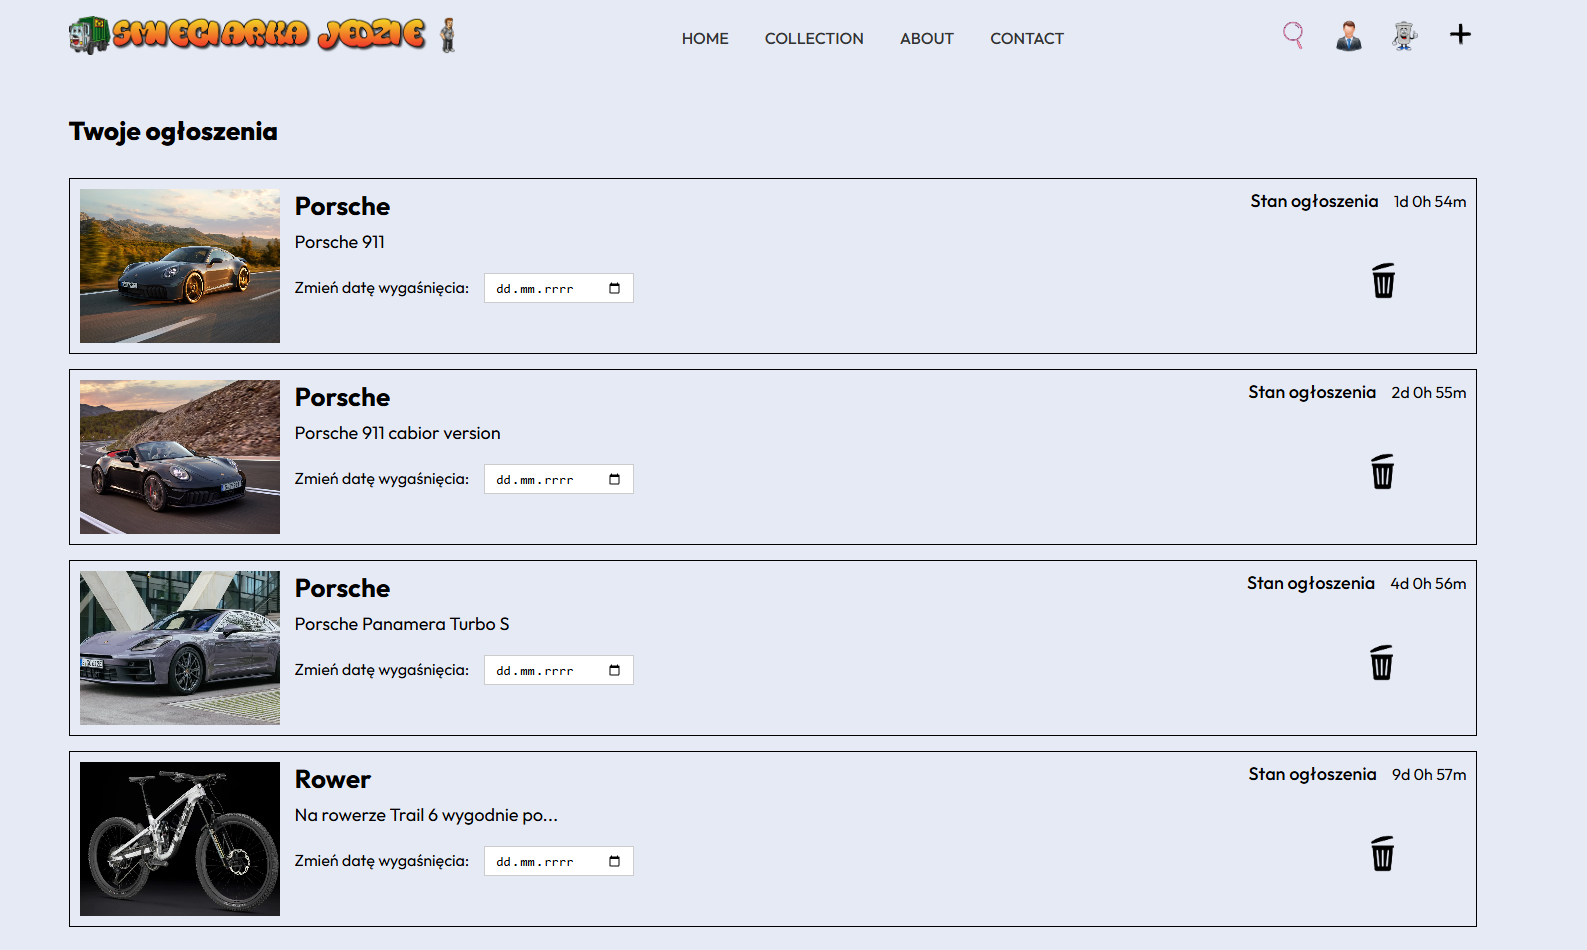 SMIECIARKA JEDZIE
HOME COLLECTION ABOUT CONTACT
Twoje ogłoszenia
Porsche
Stan ogłoszenia 1d 0h 54m
Porsche 911
Zmień datę wygaśnięcia: dd.mm.rrrr
Porsche
Stan ogłoszenia 2d 0h 55m
Porsche 911 cabior version
Zmień datę wygaśnięcia: dd.mm.rrrr
Porsche
Stan ogłoszenia 4d 0h 56m
Porsche Panamera Turbo S
Zmień datę wygaśnięcia: dd.mm.rrrr
Rower
Stan ogłoszenia 9d 0h 57m
Na rowerze Trail 6 wygodnie po...
Zmień datę wygaśnięcia: dd.mm.rrrr